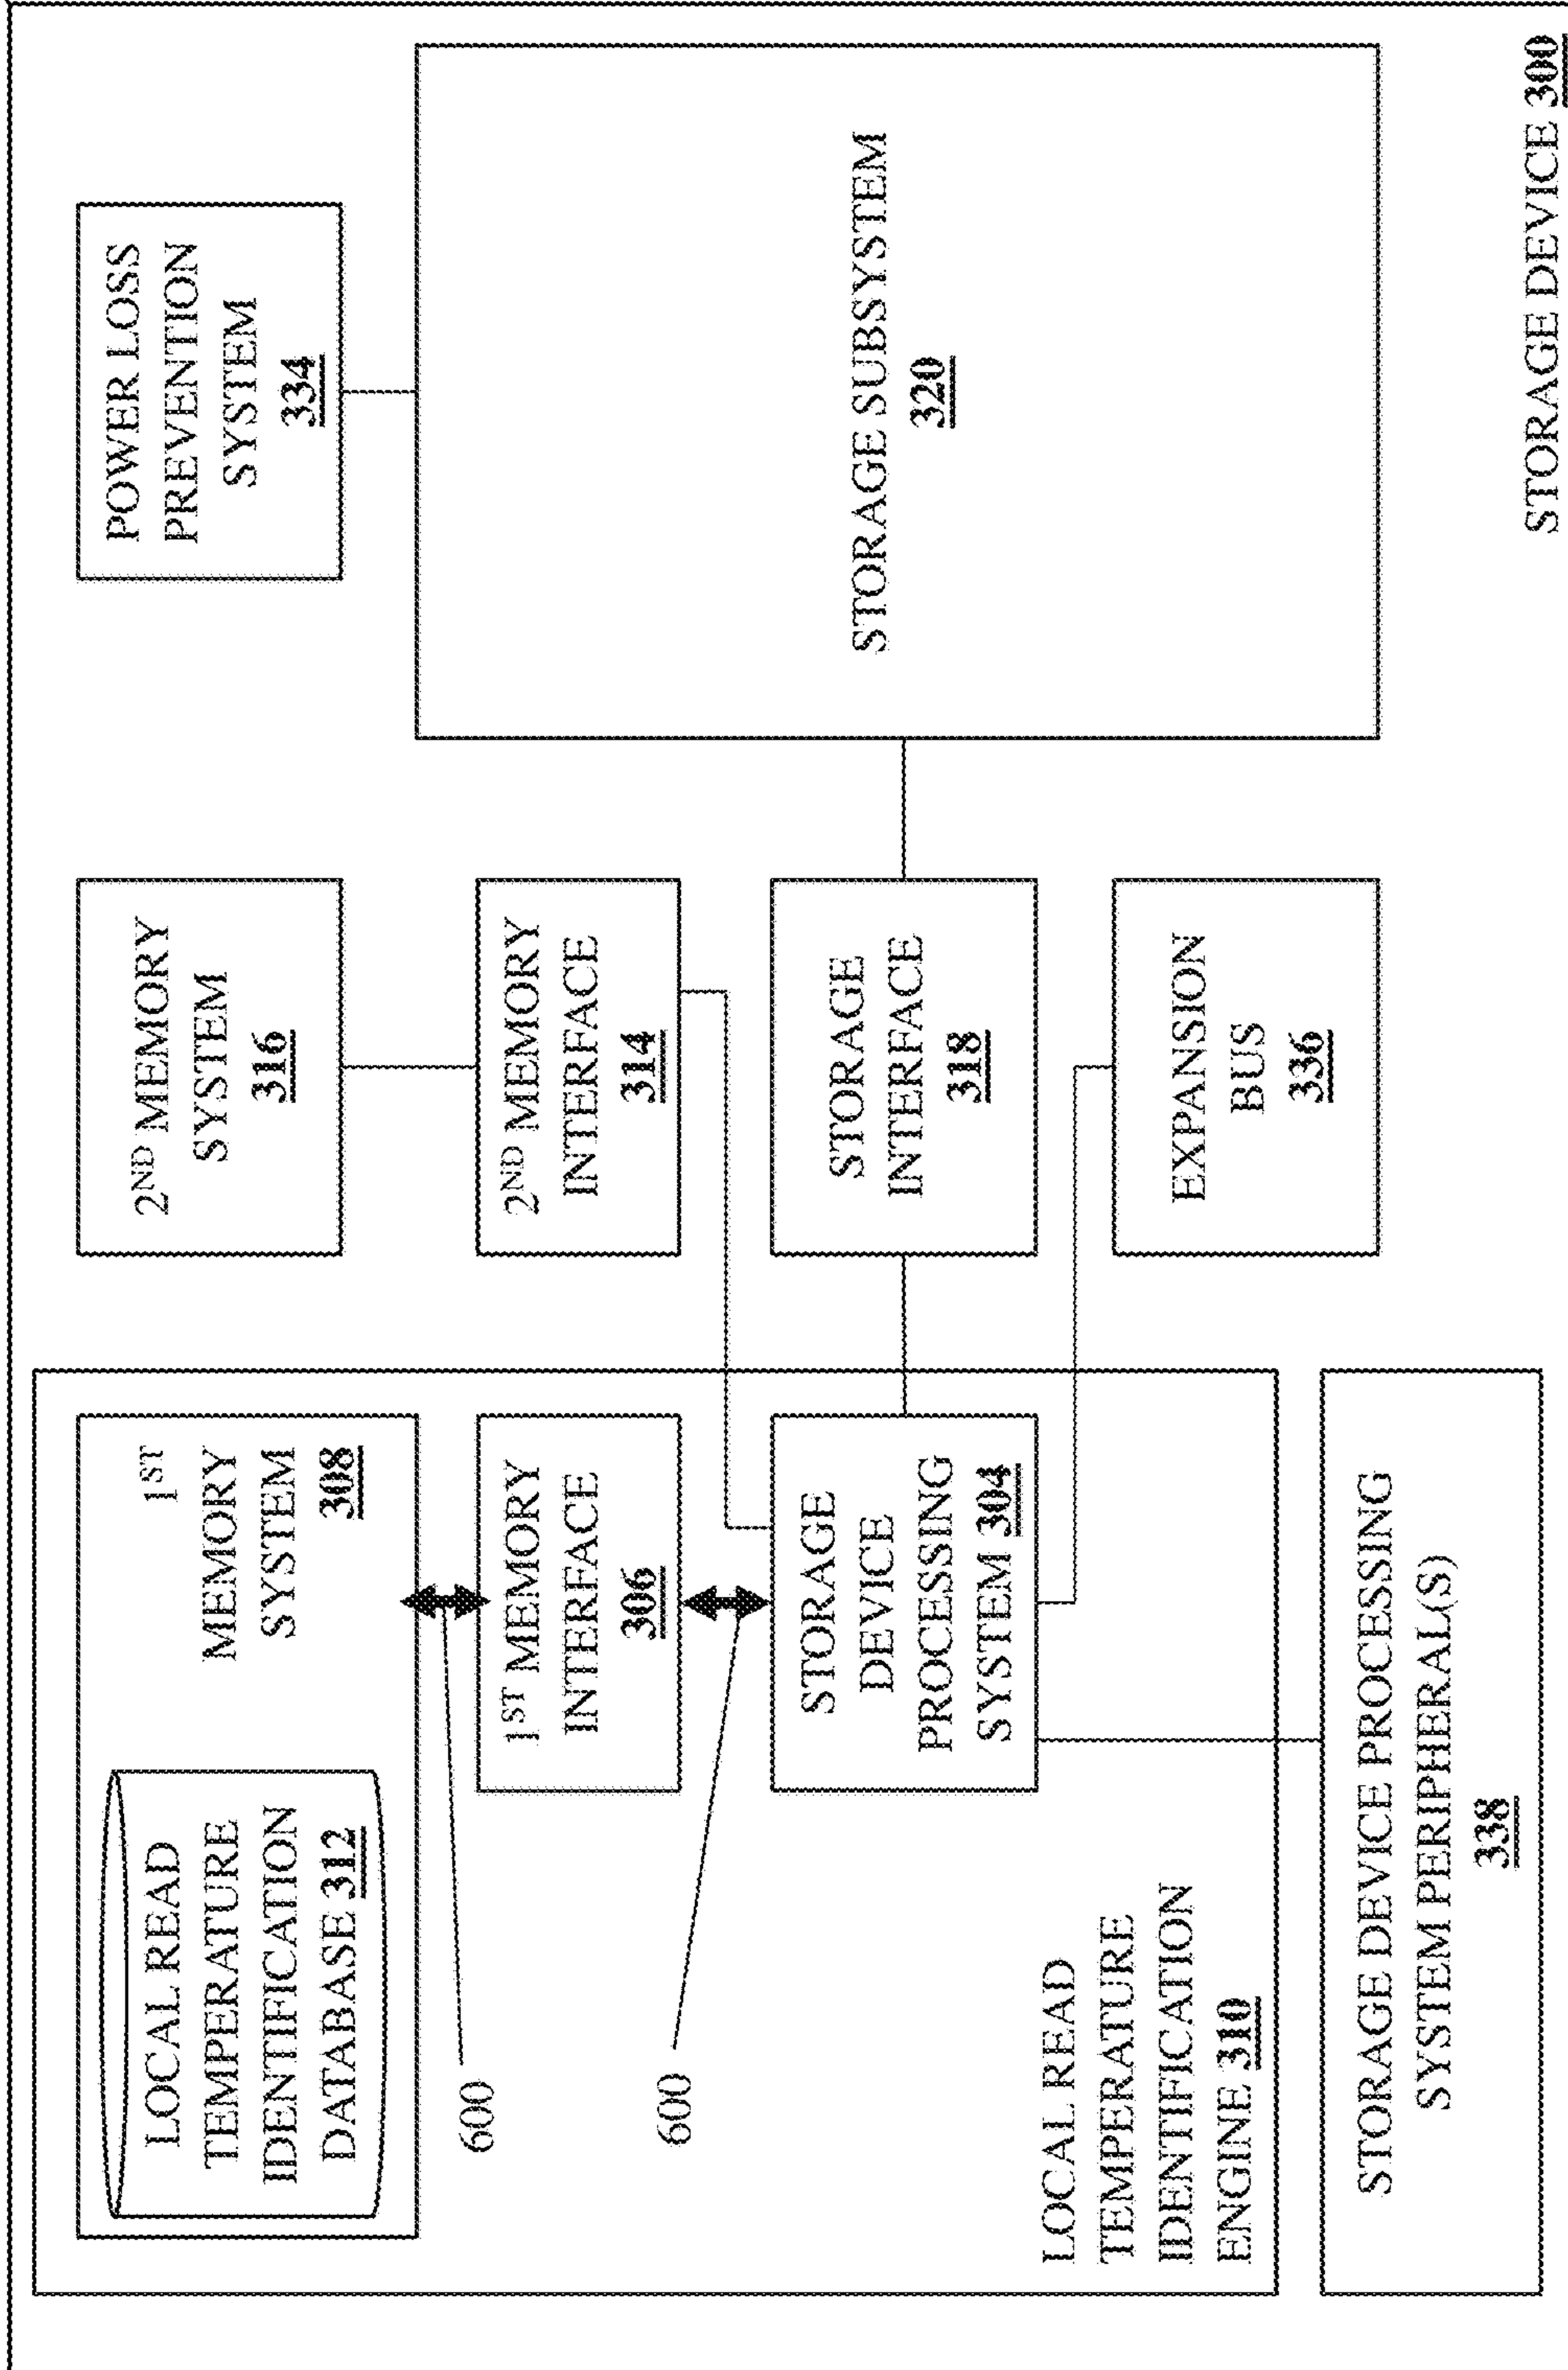 1ST
MEMORY
SYSTEM
308
LOCAL READ
TEMPERATURE
IDENTIFICATION
DATABASE 312
600
1ST MEMORY
INTERFACE
306
600
STORAGE
DEVICE
PROCESSING
SYSTEM 304
LOCAL READ
TEMPERATURE
IDENTIFICATION
ENGINE 310
STORAGE DEVICE PROCESSING
SYSTEM PERIPHERAL(S)
338
2ND MEMORY
SYSTEM
316
2ND MEMORY
INTERFACE
314
STORAGE
INTERFACE
318
EXPANSION
BUS
336
POWER LOSS
PREVENTION
SYSTEM
334
STORAGE SUBSYSTEM
320
STORAGE DEVICE 300